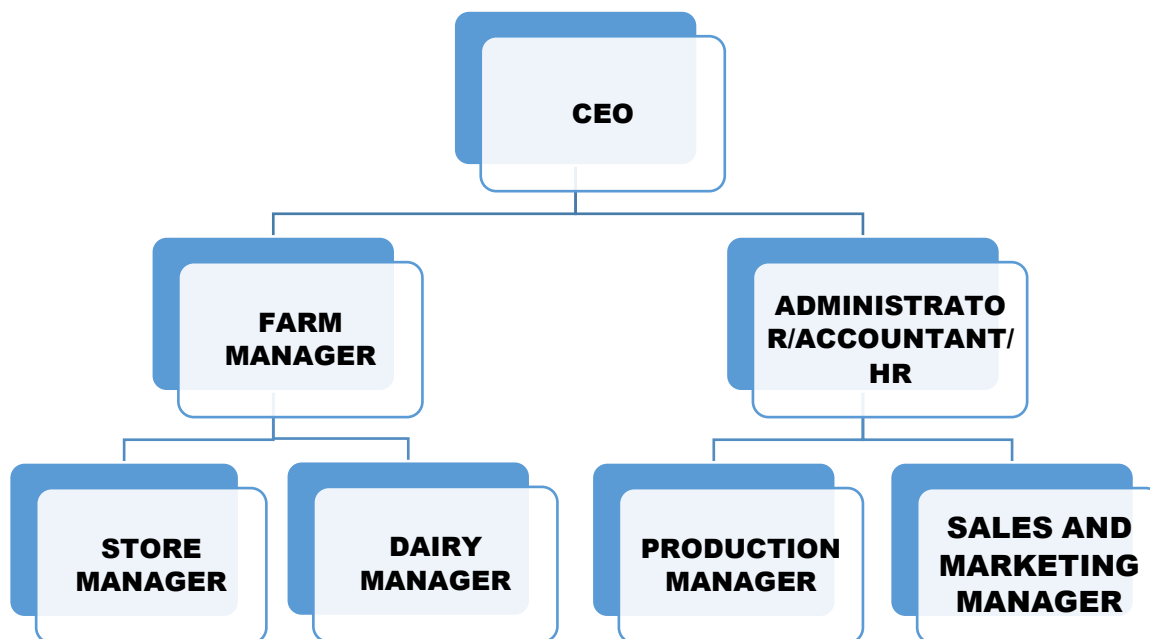 CEO
FARM
MANAGER
ADMINISTRATO
R/ACCOUNTANT/
HR
STORE
MANAGER
DAIRY
MANAGER
PRODUCTION
MANAGER
SALES AND
MARKETING
MANAGER